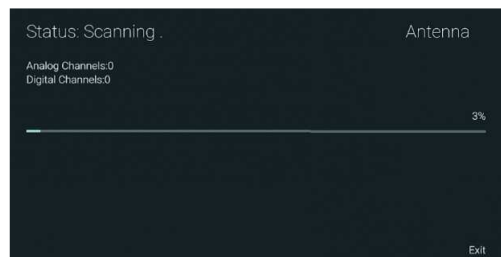 Status: Scanning .
Antenna
Analog Channels:0
Digital Channels:0
3%
Exit